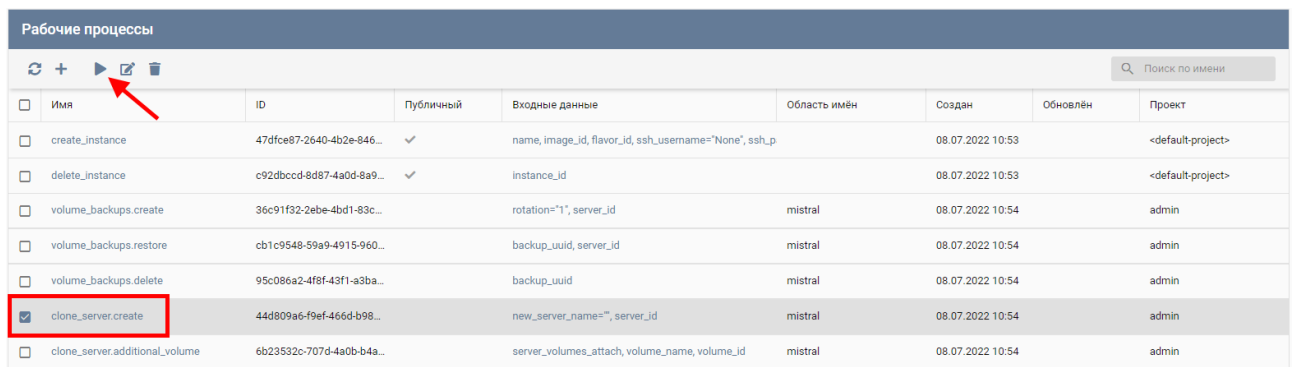 Рабочие процессы
Поиск по имени
Имя ID Публичный Входные данные Область имён Создан Обновлён Проект
create_instance 47dfce87-2640-4b2e-846... name, image_id, flavor_id, ssh_username="None", ssh_p 08.07.2022 10:53 <default-project>
delete_instance c92dbccd-8d87-4a0d-8a9... instance_id 08.07.2022 10:53 <default-project>
volume_backups.create 36c91f32-2ebe-4bd1-83c... rotation="1", server_id mistral 08.07.2022 10:54 admin
volume_backups.restore cb1c9548-59a9-4915-960... backup_uuid, server_id mistral 08.07.2022 10:54 admin
volume_backups.delete 95c086a2-4f8f-43f1-a3ba... backup_uuid mistral 08.07.2022 10:54 admin
clone_server.create 44d809a6-f9ef-466d-b98... new_server_name="", server_id mistral 08.07.2022 10:54 admin
clone_server.additional_volume 6b23532c-707d-4a0b-b4a... server_volumes_attach, volume_name, volume_id mistral 08.07.2022 10:54 admin